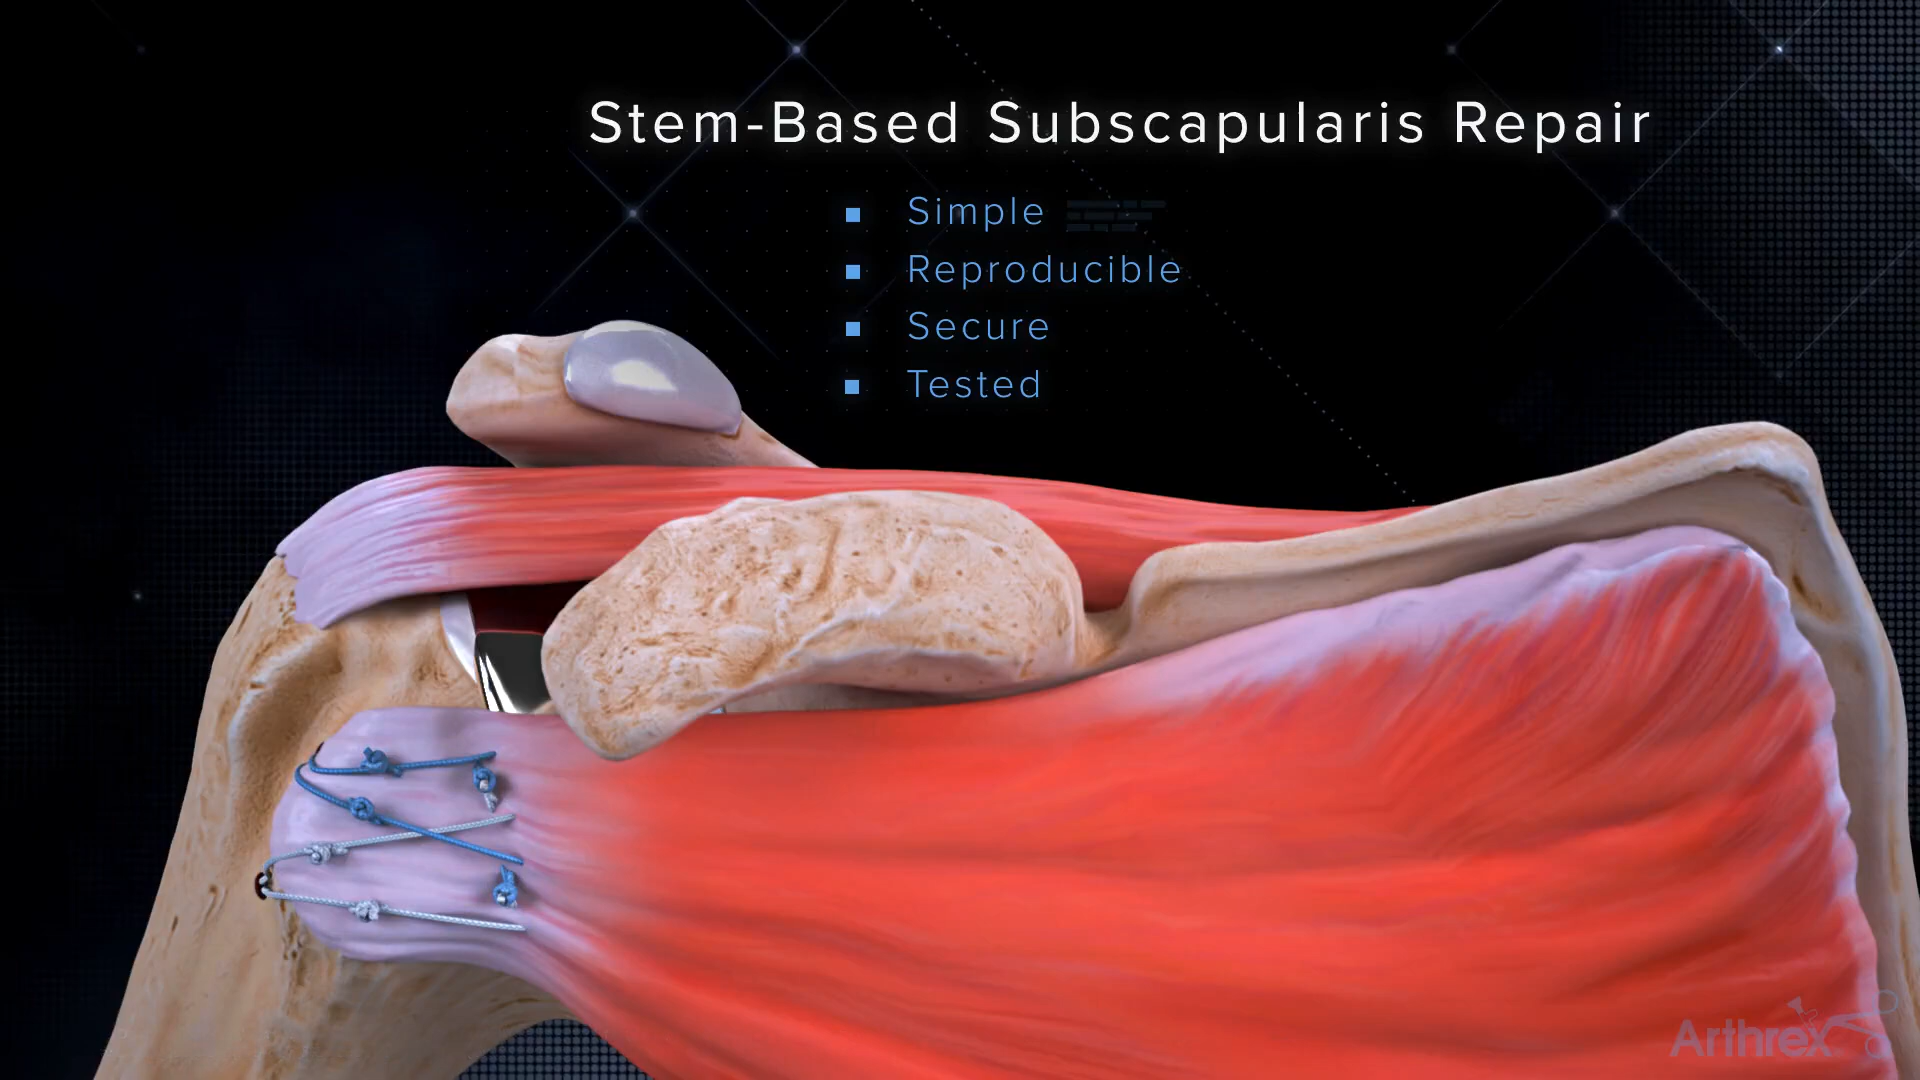 Stem-Based Subscapularis Repair
▪ Simple
▪ Reproducible
▪ Secure
▪ Tested
Arthrex